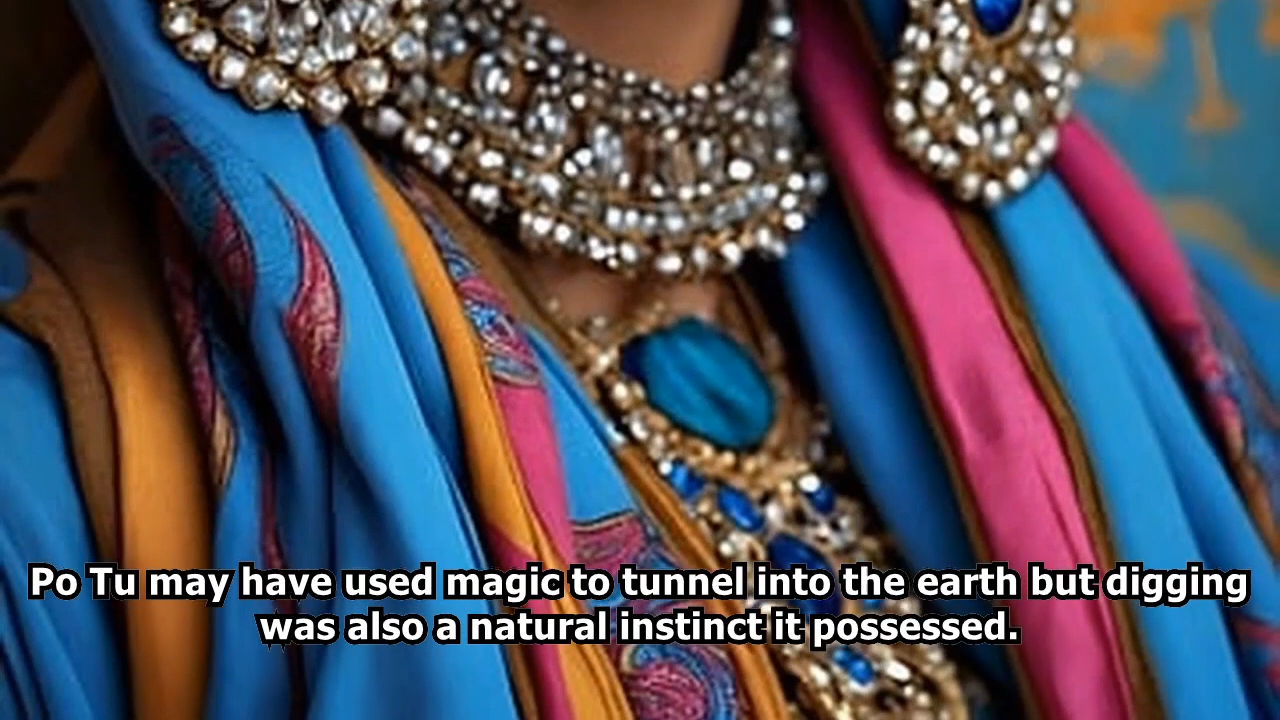 Po Tu may have used magic to tunnel into the earth but digging
was also a natural instinct it possessed.